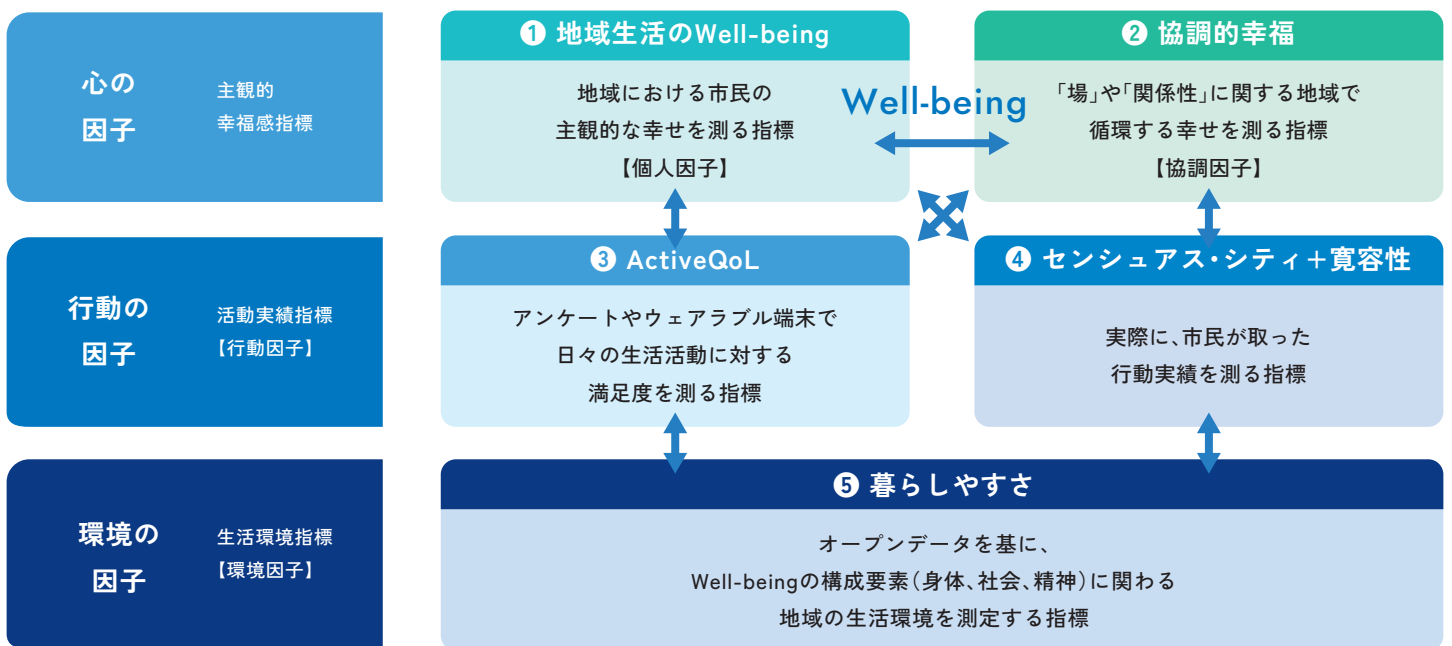 心の
因子
主観的
幸福感指標
❶ 地域生活のWell-being
地域における市民の
主観的な幸せを測る指標
【個人因子】
Well-being
❷ 協調的幸福
「場」や「関係性」に関する地域で
循環する幸せを測る指標
【協調因子】
行動の
因子
活動実績指標
【行動因子】
❸ ActiveQoL
アンケートやウェアラブル端末で
日々の生活活動に対する
満足度を測る指標
❹ センシュアス・シティ＋寛容性
実際に、市民が取った
行動実績を測る指標
環境の
因子
生活環境指標
【環境因子】
❺ 暮らしやすさ
オープンデータを基に、
Well-beingの構成要素（身体、社会、精神）に関わる
地域の生活環境を測定する指標